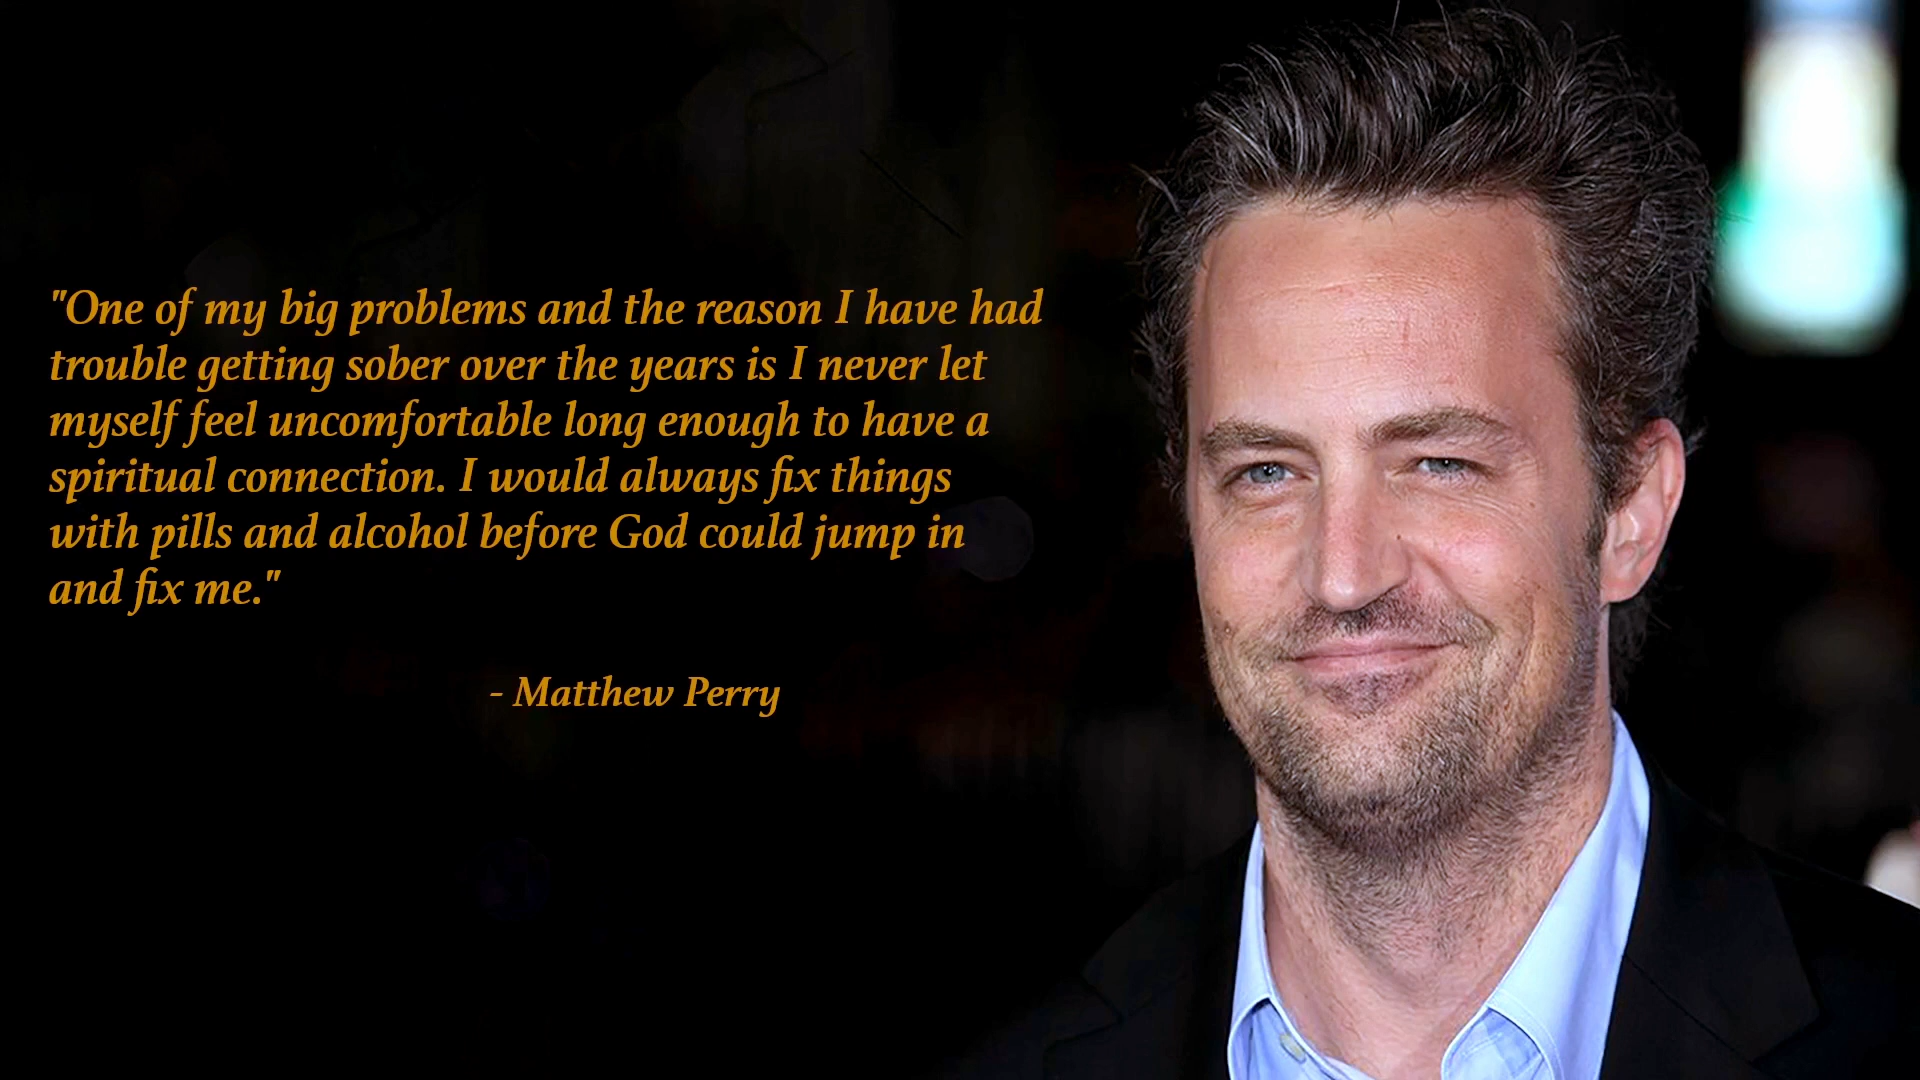 "One of my big problems and the reason I have had
trouble getting sober over the years is I never let
myself feel uncomfortable long enough to have a
spiritual connection. I would always fix things
with pills and alcohol before God could jump in
and fix me."
- Matthew Perry